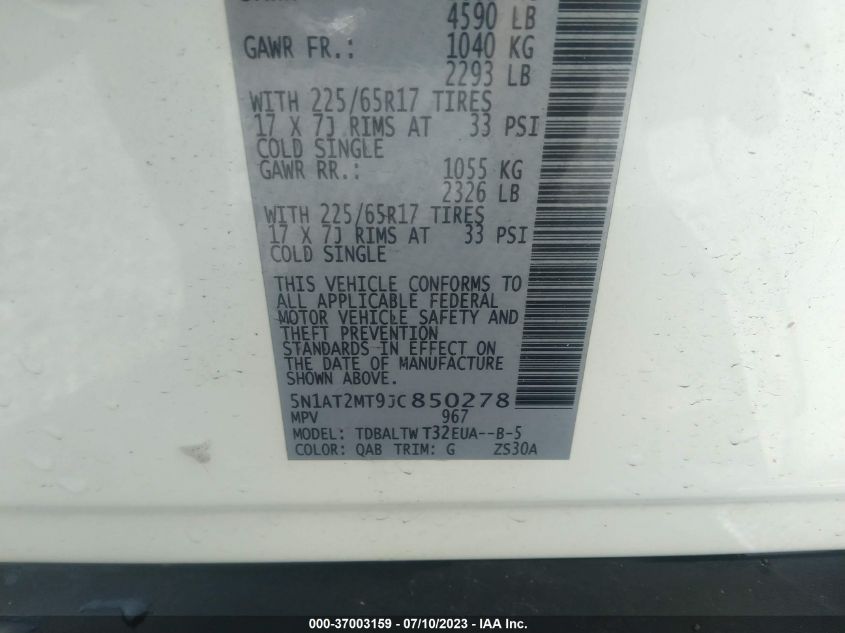 4590 LB
GAWR FR.: 1040 KG
2293 LB
WITH 225/65R17 TIRES
17 X 7J RIMS AT 33 PSI
COLD SINGLE
GAWR RR.: 1055 KG
2326 LB
WITH 225/65R17 TIRES
17 X 7J RIMS AT 33 PSI
COLD SINGLE
THIS VEHICLE CONFORMS TO
ALL APPLICABLE FEDERAL
MOTOR VEHICLE SAFETY AND
THEFT PREVENTION
STANDARDS IN EFFECT ON
THE DATE OF MANUFACTURE
SHOWN ABOVE.
5N1AT2MT9JC850278
MPV 967
MODEL: TDBALTW T32EUA--B-5
COLOR: QAB TRIM: G ZS30A
000-37003159 - 07/10/2023 - IAA, Inc.